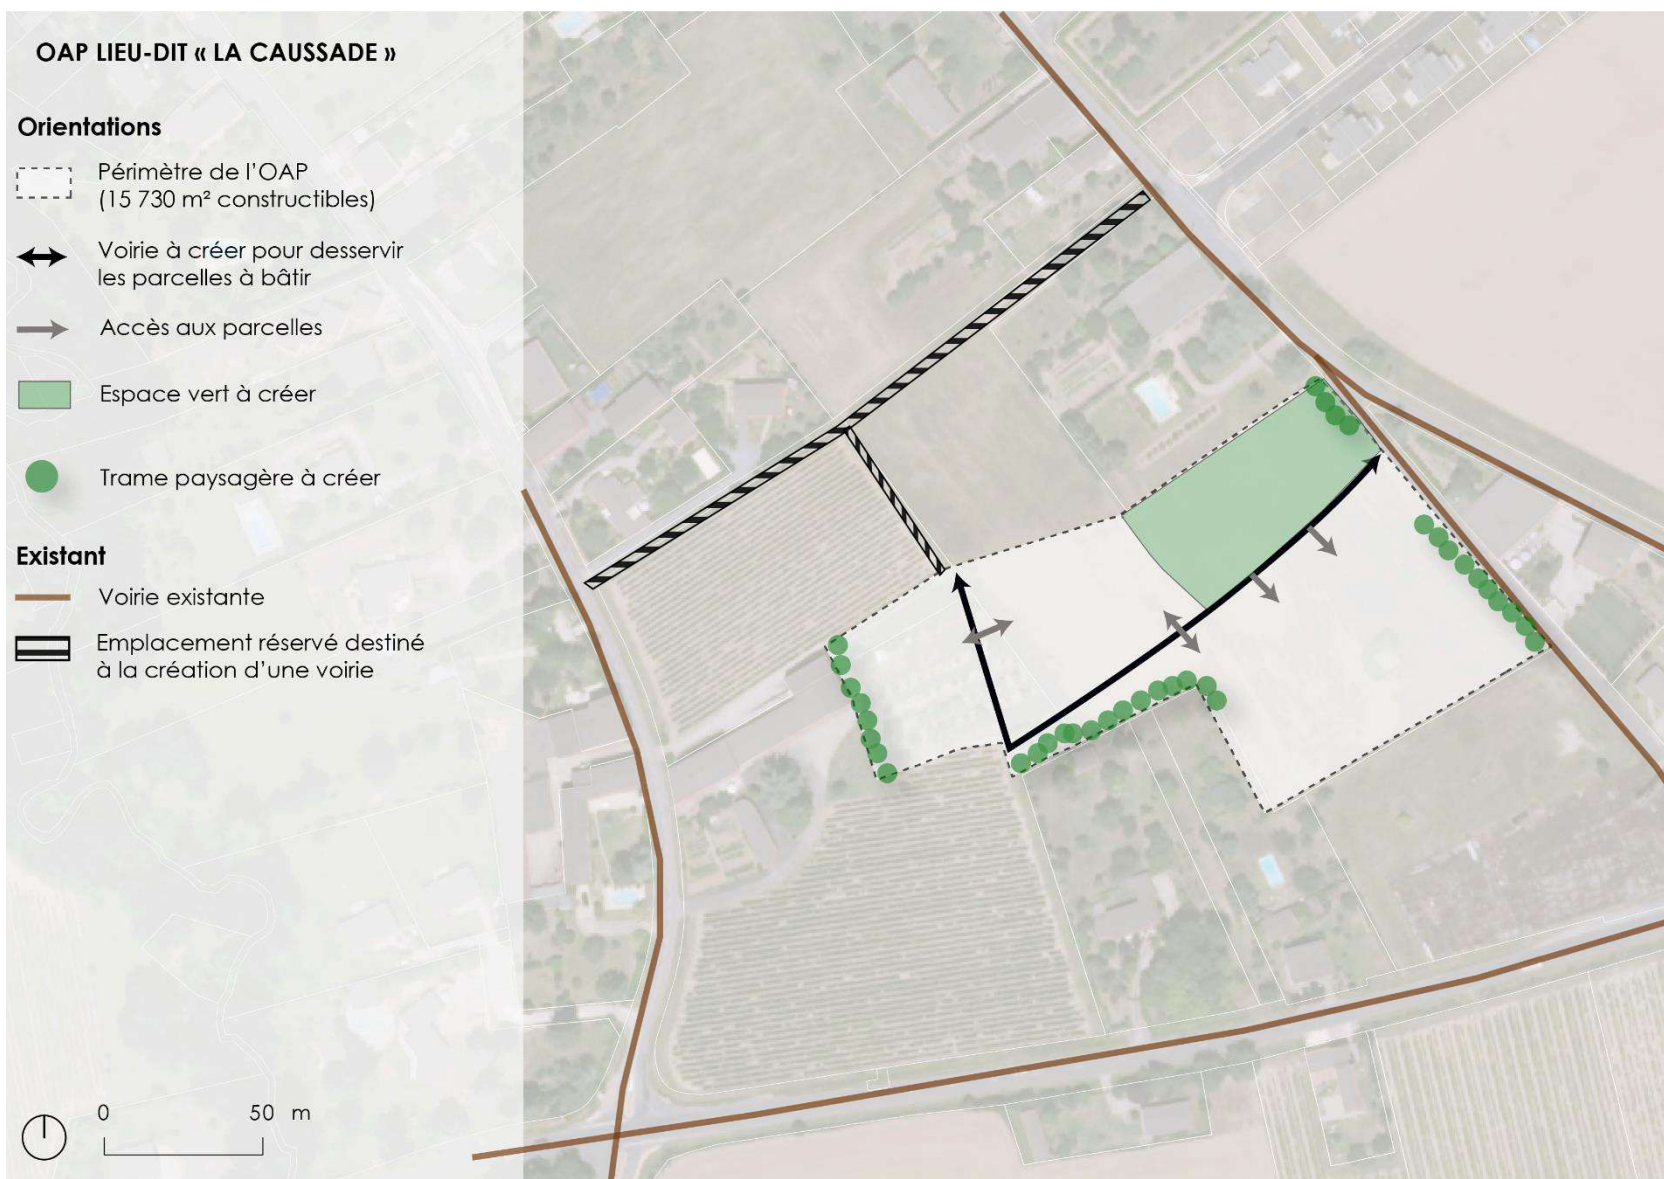 OAP LIEU-DIT « LA CAUSSADE »
Orientations
Périmètre de l'OAP
(15 730 m² constructibles)
Voirie à créer pour desservir
les parcelles à bâtir
Accès aux parcelles
Espace vert à créer
Trame paysagère à créer
Existant
Voirie existante
Emplacement réservé destiné
à la création d'une voirie
0 50 m